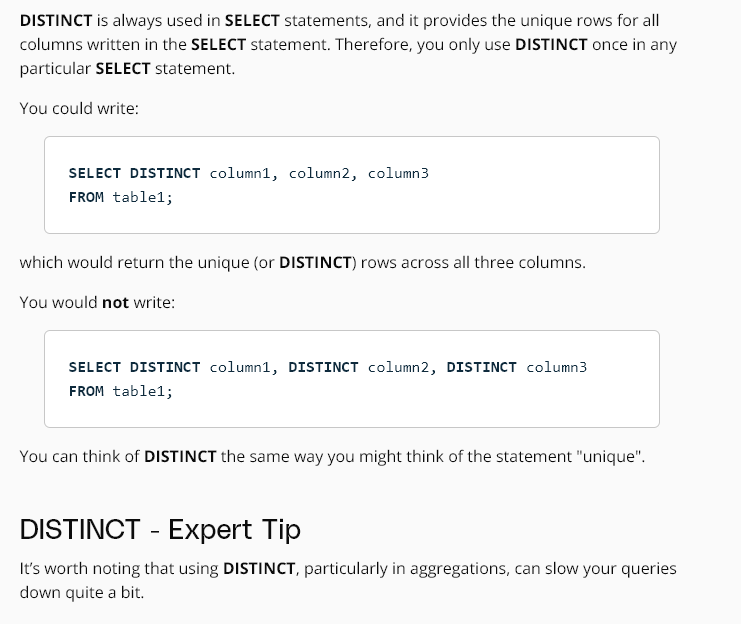 DISTINCT is always used in SELECT statements, and it provides the unique rows for all
columns written in the SELECT statement. Therefore, you only use DISTINCT once in any
particular SELECT statement.
You could write:
SELECT DISTINCT column1, column2, column3
FROM table1;
which would return the unique (or DISTINCT) rows across all three columns.
You would not write:
SELECT DISTINCT column1, DISTINCT column2, DISTINCT column3
FROM table1;
You can think of DISTINCT the same way you might think of the statement "unique".
DISTINCT - Expert Tip
It’s worth noting that using DISTINCT, particularly in aggregations, can slow your queries
down quite a bit.